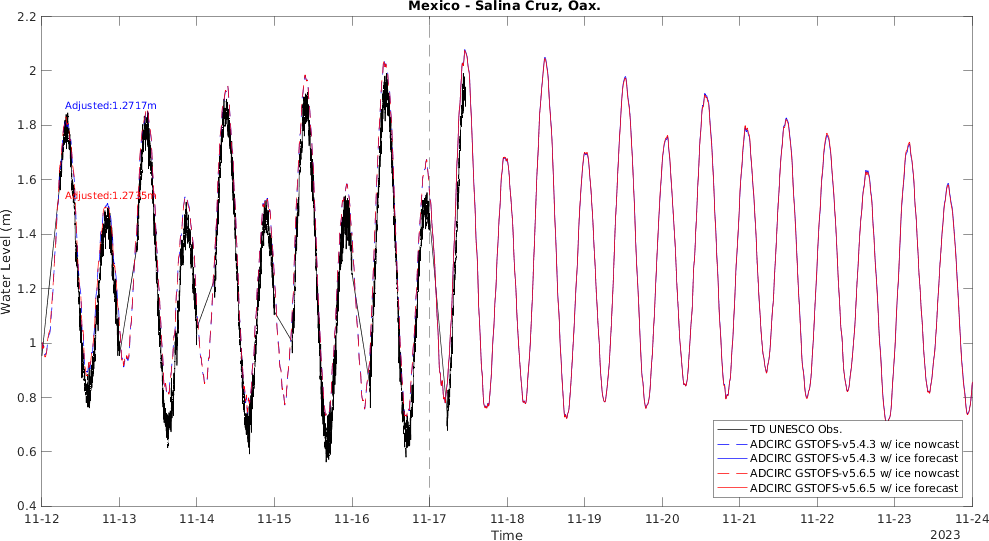 Mexico - Salina Cruz, Oax.
2.2
2
1.8
1.6
1.4
1.2
1
0.8
0.6
0.4
Water Level (m)
Adjusted:1.2717m
TD UNESCO Obs.
ADCIRC GSTOFS-v5.4.3 w/ ice nowcast
ADCIRC GSTOFS-v5.4.3 w/ ice forecast
ADCIRC GSTOFS-v5.6.5 w/ ice nowcast
ADCIRC GSTOFS-v5.6.5 w/ ice forecast
11-12 11-13 11-14 11-15 11-16 11-17 11-18 11-19 11-20 11-21 11-22 11-23 11-24
Time
2023